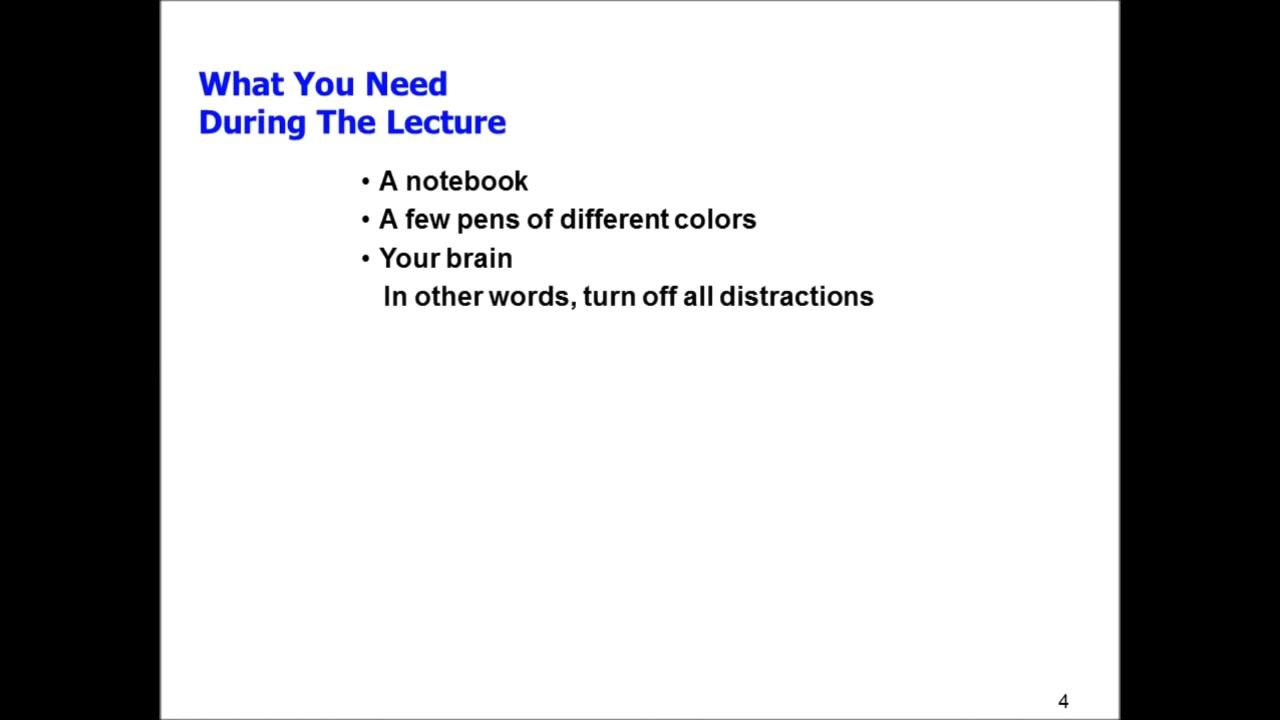 What You Need
During The Lecture
• A notebook
• A few pens of different colors
• Your brain
In other words, turn off all distractions
4